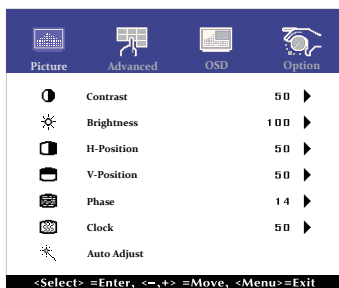 Picture Advanced OSD Option
Contrast 50
Brightness 100
H-Position 50
V-Position 50
Phase 14
Clock 50
Auto Adjust
<Select> =Enter, <−,+> =Move, <Menu>=Exit